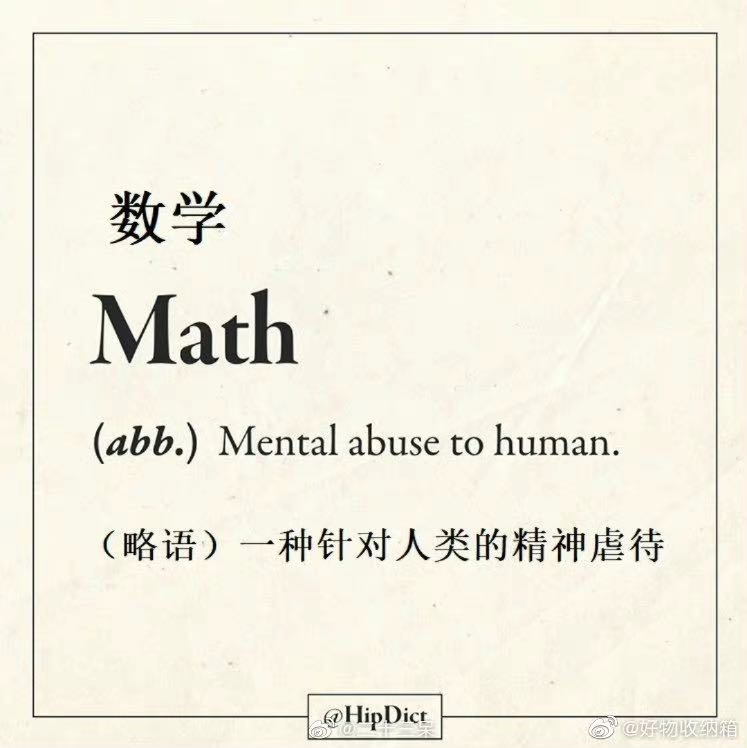 数学
Math
(abb.) Mental abuse to human.
（略语）一种针对人类的精神虐待
@HipDict
@好物收纳箱